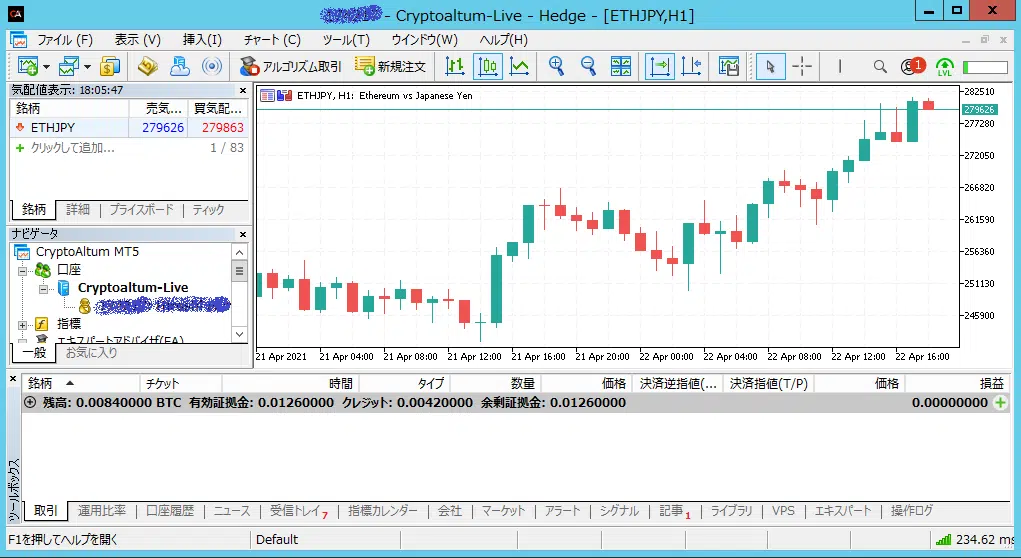 CA
- Cryptoaltum-Live - Hedge - [ETHJPY,H1]
ファイル (F) 表示 (V) 挿入(I) チャート (C) ツール(T) ウインドウ(W) ヘルプ(H)
アルゴリズム取引 新規注文 1 LVL
気配値表示: 18:05:47
銘柄 売気... 買気配...
ETHJPY 279626 279863
クリックして追加... 1 / 83
銘柄 詳細 プライスボード ティック
ナビゲータ
CryptoAltum MT5
口座
Cryptoaltum-Live
指標
エキスパートアドバイザ(EA)
一般 お気に入り
ETHJPY, H1: Ethereum vs Japanese Yen
282510
279626
277280
272050
266820
261590
256360
251130
245900
21 Apr 2021 21 Apr 04:00 21 Apr 08:00 21 Apr 12:00 21 Apr 16:00 21 Apr 20:00 22 Apr 00:00 22 Apr 04:00 22 Apr 08:00 22 Apr 12:00 22 Apr 16:00
銘柄 チケット 時間 タイプ 数量 価格 決済逆指値(... 決済指値(T/P) 価格 損益
残高: 0.00840000 BTC 有効証拠金: 0.01260000 クレジット: 0.00420000 余剰証拠金: 0.01260000 0.00000000
ツールボックス
取引 運用比率 口座履歴 ニュース 受信トレイ7 指標カレンダー 会社 マーケット アラート シグナル 記事1 ライブラリ VPS エキスパート 操作ログ
F1を押してヘルプを開く Default 234.62 ms